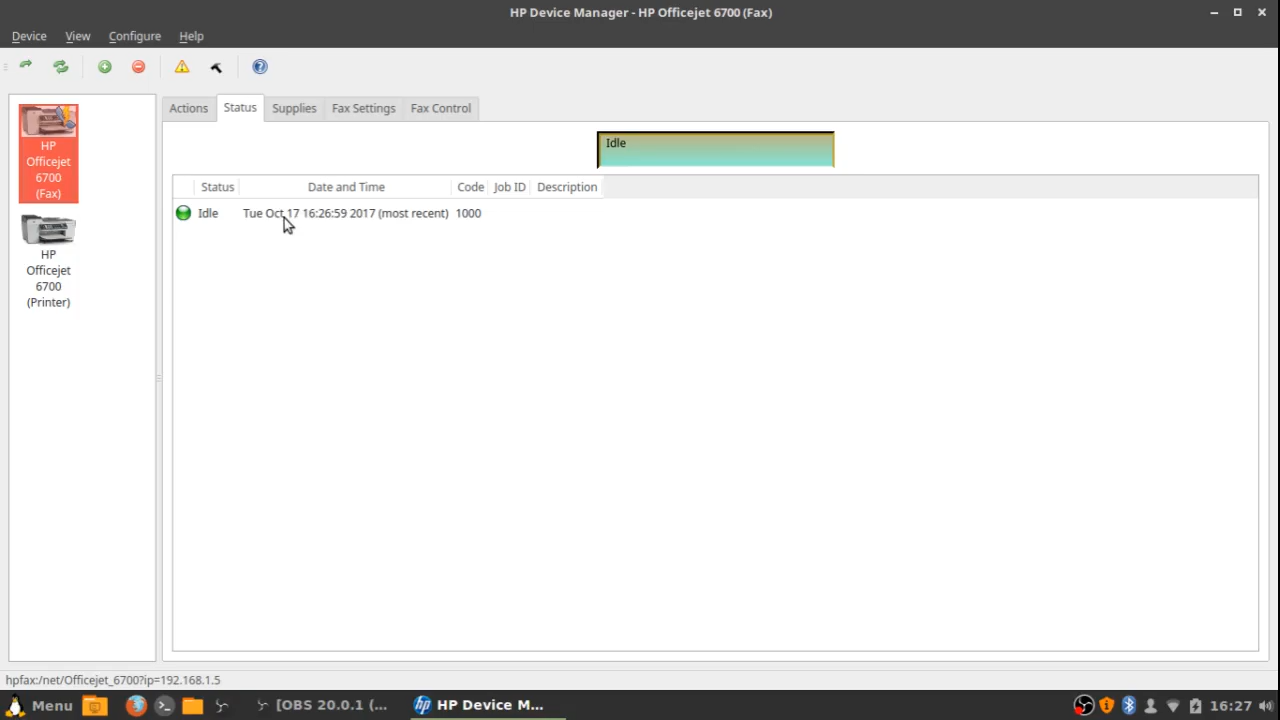 HP Device Manager - HP Officejet 6700 (Fax)
Device View Configure Help
Actions Status Supplies Fax Settings Fax Control
Idle
Status Date and Time Code Job ID Description
Idle Tue Oct 17 16:26:59 2017 (most recent) 1000
HP
Officejet
6700
(Fax)
HP
Officejet
6700
(Printer)
hpfax:/net/Officejet_6700?ip=192.168.1.5
Menu [OBS 20.0.1 (... hp HP Device M... 16:27